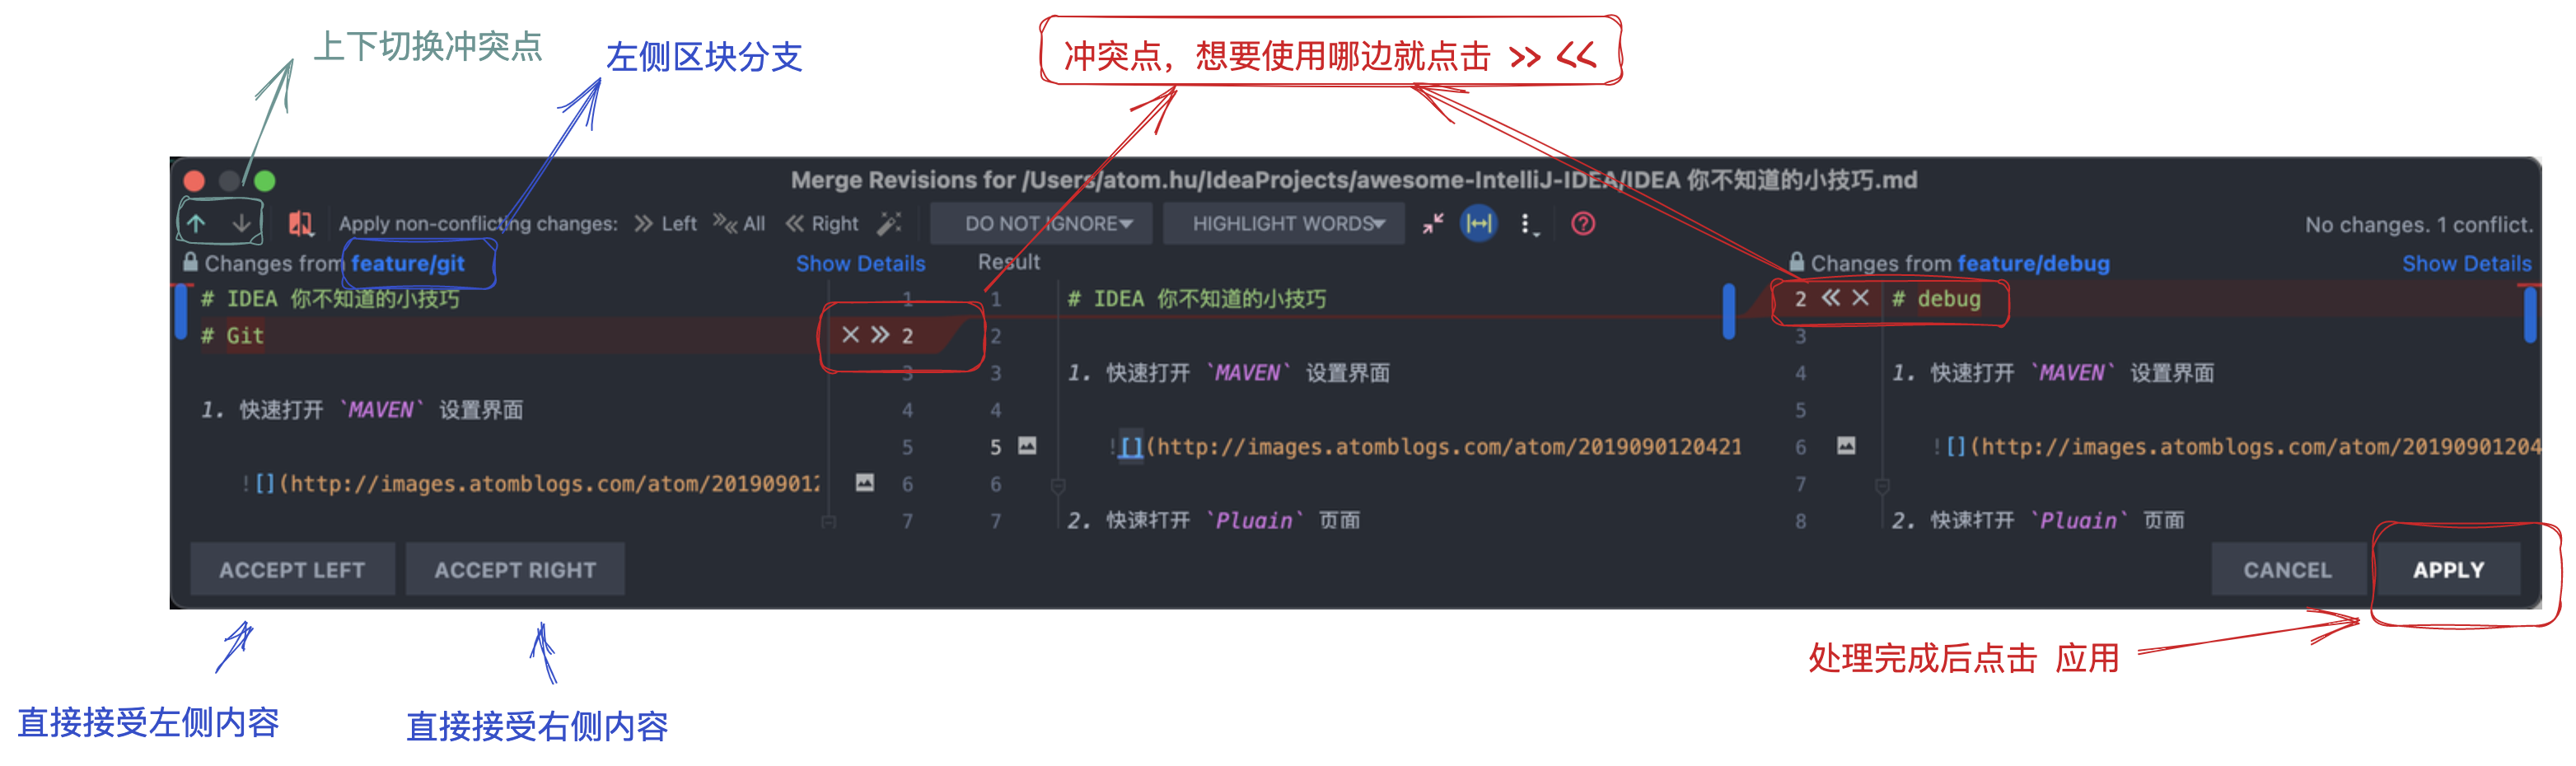 上下切换冲突点
左侧区块分支
冲突点，想要使用哪边就点击 >> <<
Merge Revisions for /Users/atom.hu/IdeaProjects/awesome-IntelliJ-IDEA/IDEA 你不知道的小技巧.md
Apply non-conflicting changes: >> Left All << Right DO NOT IGNORE HIGHLIGHT WORDS ? No changes. 1 conflict.
Changes from feature/git Show Details Result Changes from feature/debug Show Details
# IDEA 你不知道的小技巧 1 1 # IDEA 你不知道的小技巧 2 << × # debug
# Git × >> 2 2 3
3 3 1. 快速打开 `MAVEN` 设置界面 4 1. 快速打开 `MAVEN` 设置界面
1. 快速打开 `MAVEN` 设置界面 4 4 5
5 5 ![](http://images.atomblogs.com/atom/2019090120421 6 ![](http://images.atomblogs.com/atom/20190901204
![](http://images.atomblogs.com/atom/201909012 6 6 7
7 7 2. 快速打开 `Plugin` 页面 8 2. 快速打开 `Plugin` 页面
ACCEPT LEFT ACCEPT RIGHT CANCEL APPLY
处理完成后点击 应用
直接接受左侧内容
直接接受右侧内容